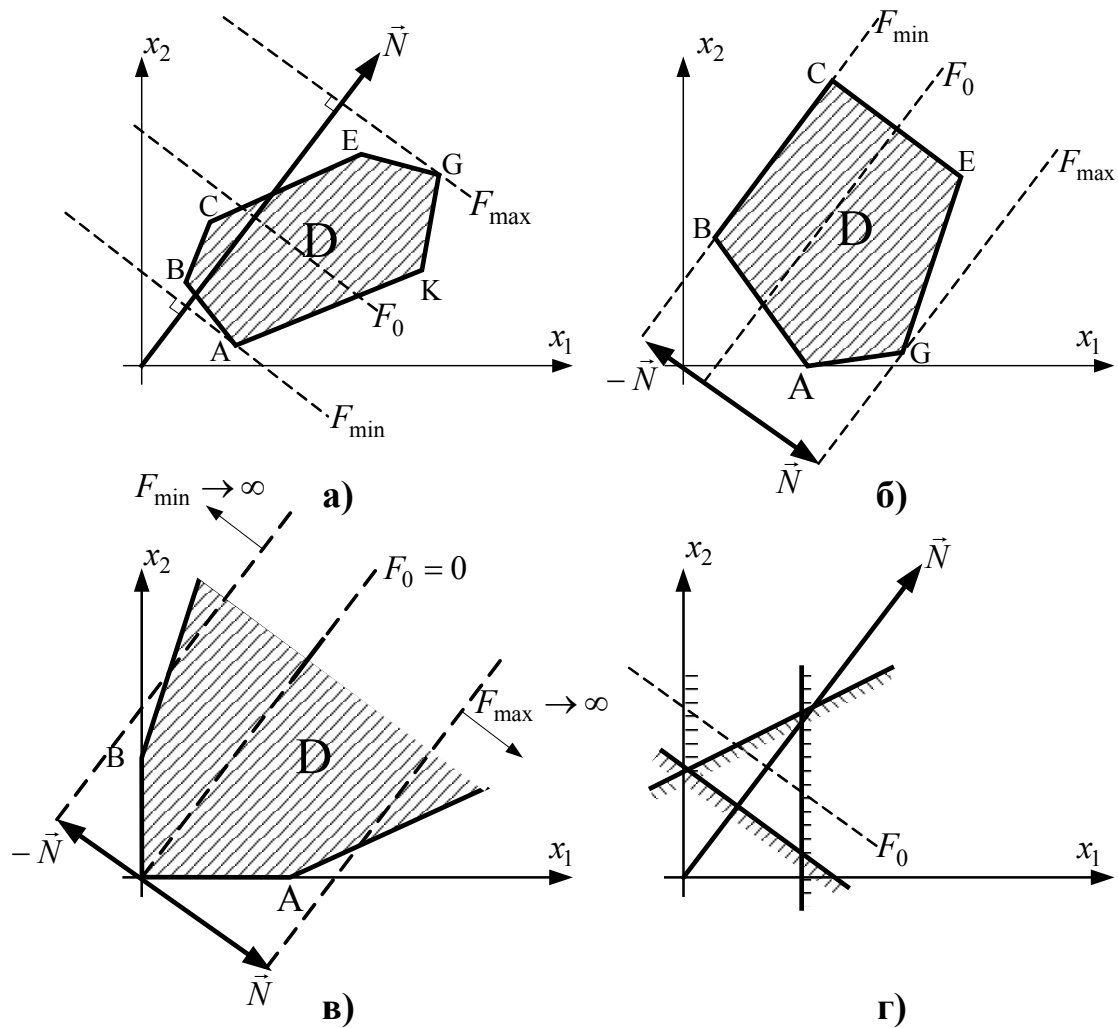 x₂
N⃗
E
G
C
D
F_max
B
K
F₀
A
x₁
F_min
а)
x₂
F_min
C
F₀
E
F_max
B
D
G
x₁
−N⃗
A
N⃗
б)
F_min → ∞
x₂
F₀ = 0
F_max → ∞
B
D
−N⃗
x₁
A
N⃗
в)
x₂
N⃗
F₀
x₁
г)